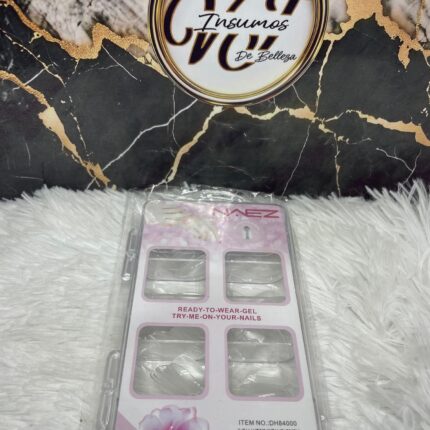 Insumos
De Belleza
NAEZ
READY-TO-WEAR-GEL
TRY-ME-ON-YOUR-NAILS
ITEM NO.:DH84000